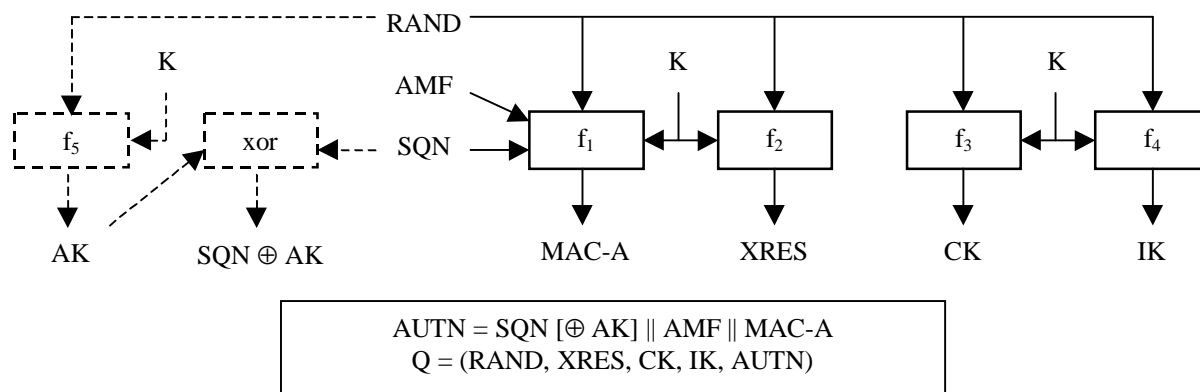 RAND
K
K
K
AMF
f₅
xor
SQN
f₁
f₂
f₃
f₄
AK
SQN ⊕ AK
MAC-A
XRES
CK
IK
AUTN = SQN [⊕ AK] || AMF || MAC-A
Q = (RAND, XRES, CK, IK, AUTN)